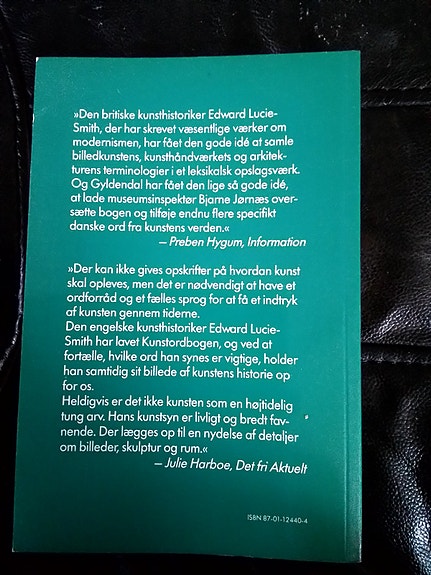 »Den britiske kunsthistoriker Edward Lucie-
Smith, der har skrevet væsentlige værker om
modernismen, har fået den gode idé at samle
billedkunstens, kunsthåndværkets og arkitek-
turens terminologier i et leksikalsk opslagsværk.
Og Gyldendal har fået den lige så gode idé,
at lade museumsinspektør Bjarne Jørnæs over-
sætte bogen og tilføje endnu flere specifikt
danske ord fra kunstens verden.«
— Preben Hygum, Information
»Der kan ikke gives opskrifter på hvordan kunst
skal opleves, men det er nødvendigt at have et
ordforråd og et fælles sprog for at få et indtryk
af kunsten gennem tiderne.
Den engelske kunsthistoriker Edward Lucie-
Smith har lavet Kunstordbogen, og ved at
fortælle, hvilke ord han synes er vigtige, holder
han samtidig sit billede af kunstens historie op
for os.
Heldigvis er det ikke kunsten som en højtidelig
tung arv. Hans kunstsyn er livligt og bredt fav-
nende. Der lægges op til en nydelse af detaljer
om billeder, skulptur og rum.«
— Julie Harboe, Det fri Aktuelt
ISBN 87-01-12440-4